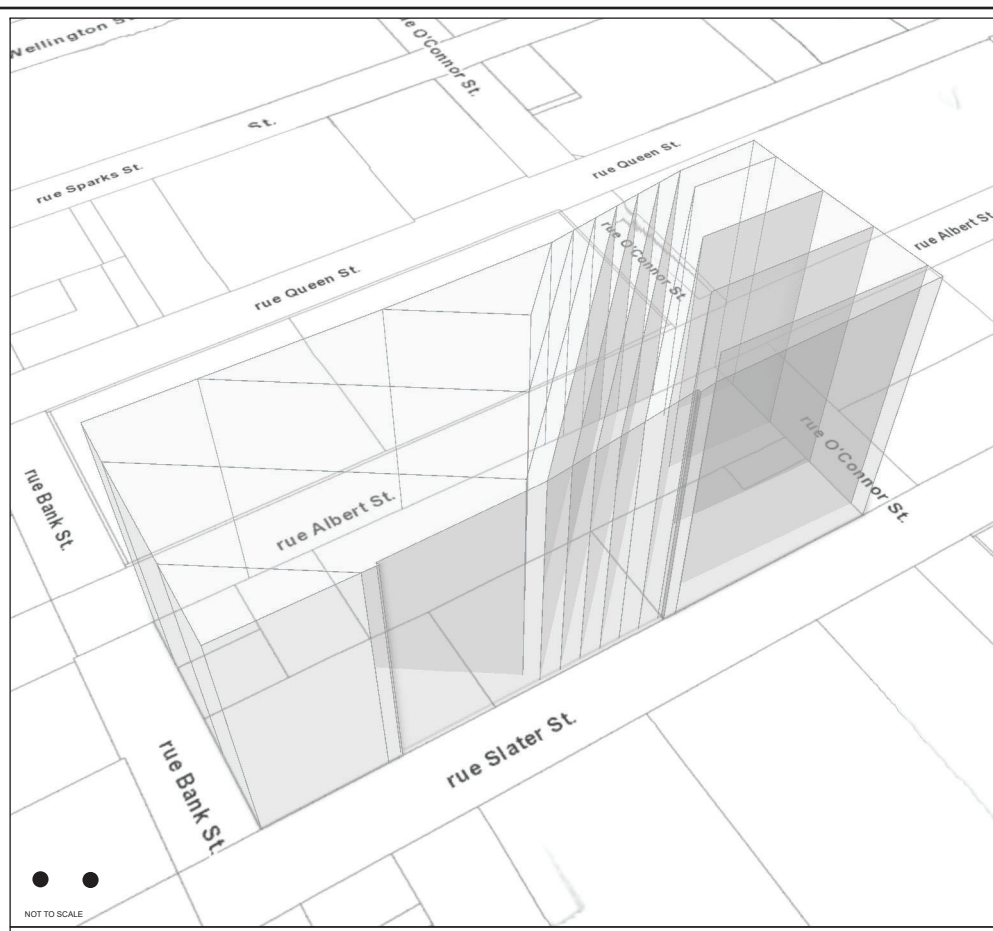 Wellington St.
rue O'Connor St.
St.
rue Sparks St.
rue Queen St.
rue Albert St.
rue O'Connor St.
rue Queen St.
rue Bank St.
rue Albert St.
rue O'Connor St.
rue Slater St.
rue Bank St.
NOT TO SCALE